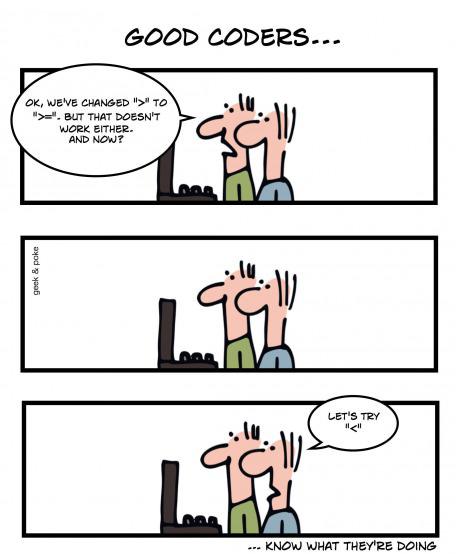 GOOD CODERS...
OK, WE'VE CHANGED ">" TO
">=". BUT THAT DOESN'T
WORK EITHER.
AND NOW?
geek & poke
LET'S TRY
"<"
... KNOW WHAT THEY'RE DOING